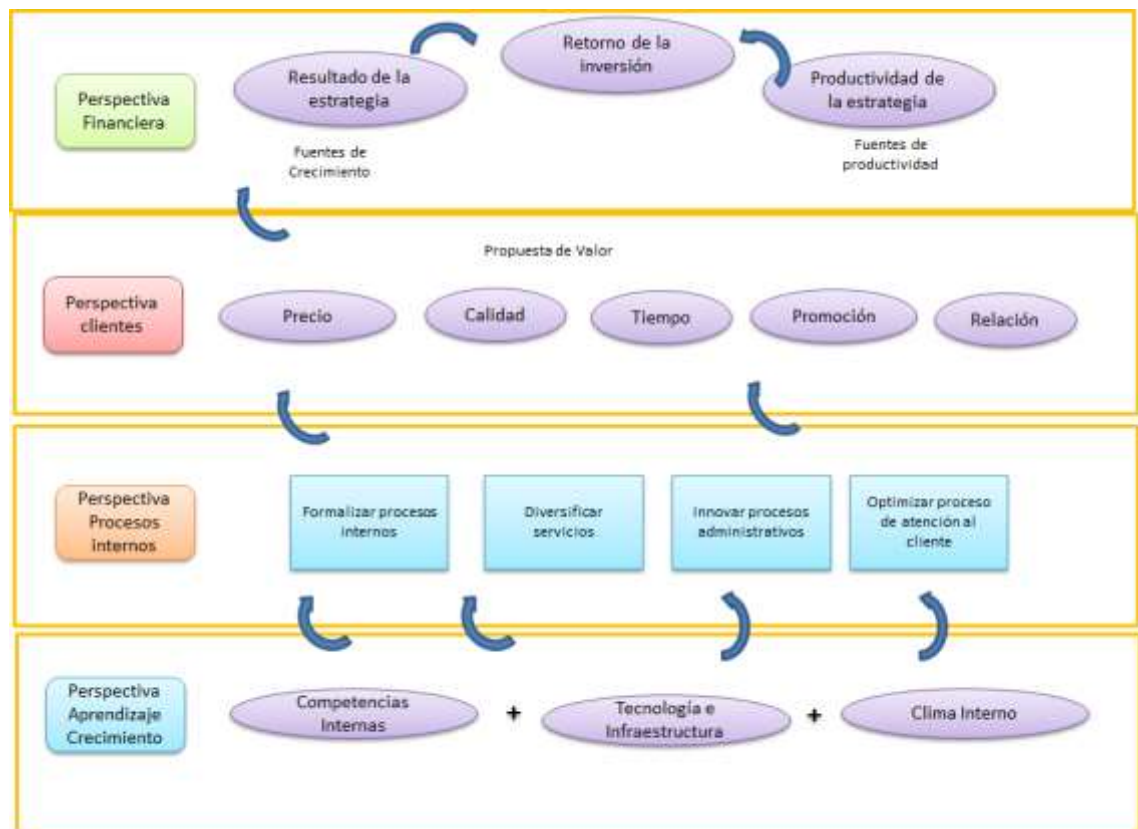 Perspectiva
Financiera
Resultado de la
estrategia
Retorno de la
inversión
Productividad de
la estrategia
Fuentes de
Crecimiento
Fuentes de
productividad
Propuesta de Valor
Perspectiva
clientes
Precio
Calidad
Tiempo
Promoción
Relación
Perspectiva
Procesos
internos
Formalizar procesos
internos
Diversificar
servicios
Innovar procesos
administrativos
Optimizar proceso
de atención al
cliente
Perspectiva
Aprendizaje
Crecimiento
Competencias
Internas
+
Tecnología e
Infraestructura
+
Clima Interno